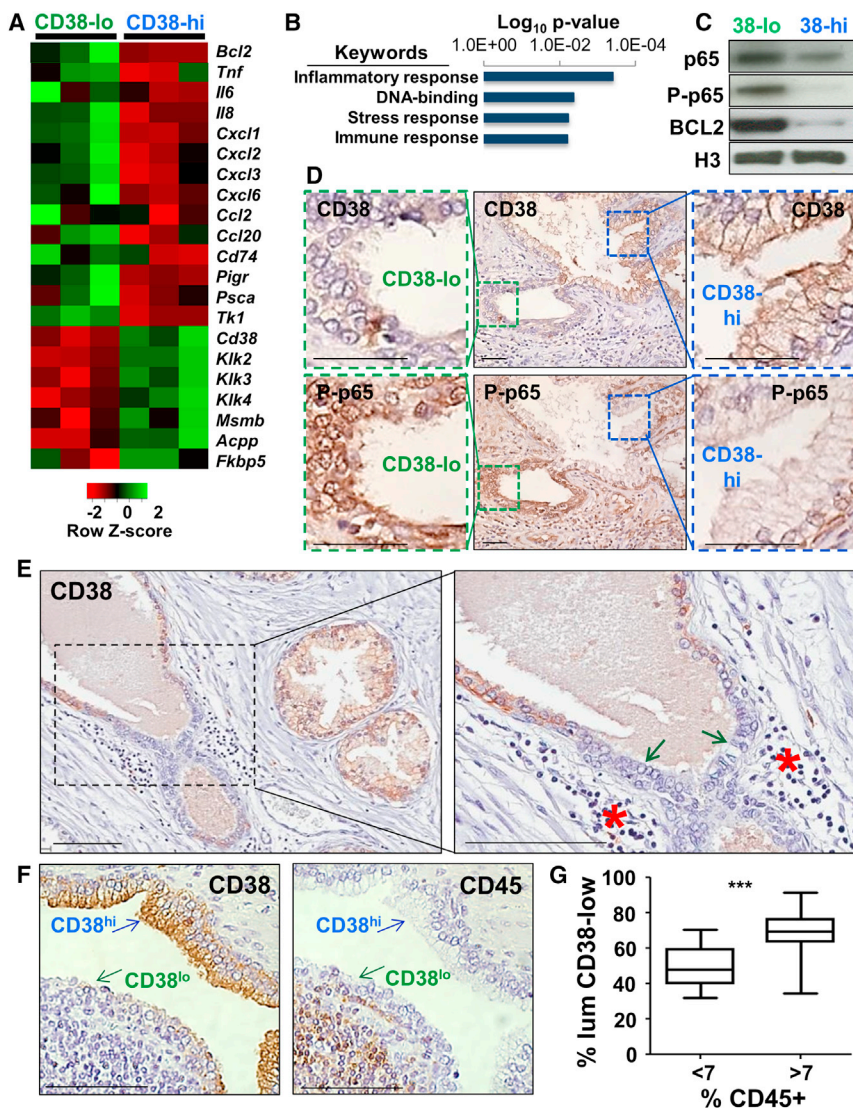 A
CD38-lo CD38-hi
Bcl2
Tnf
Il6
Il8
Cxcl1
Cxcl2
Cxcl3
Cxcl6
Ccl2
Ccl20
Cd74
Pigr
Psca
Tk1
Cd38
Klk2
Klk3
Klk4
Msmb
Acpp
Fkbp5
-2 0 2
Row Z-score
B
Log10 p-value
Keywords
1.0E+00 1.0E-02 1.0E-04
Inflammatory response
DNA-binding
Stress response
Immune response
C
38-lo 38-hi
p65
P-p65
BCL2
H3
D
CD38
CD38-lo
CD38
CD38
CD38-
hi
P-p65
CD38-lo
P-p65
P-p65
CD38-
hi
E
CD38
*
*
F
CD38
CD38hi
CD38lo
CD45
CD38hi
CD38lo
G
% lum CD38-low
100
80
60
40
20
0
***
<7 >7
% CD45+